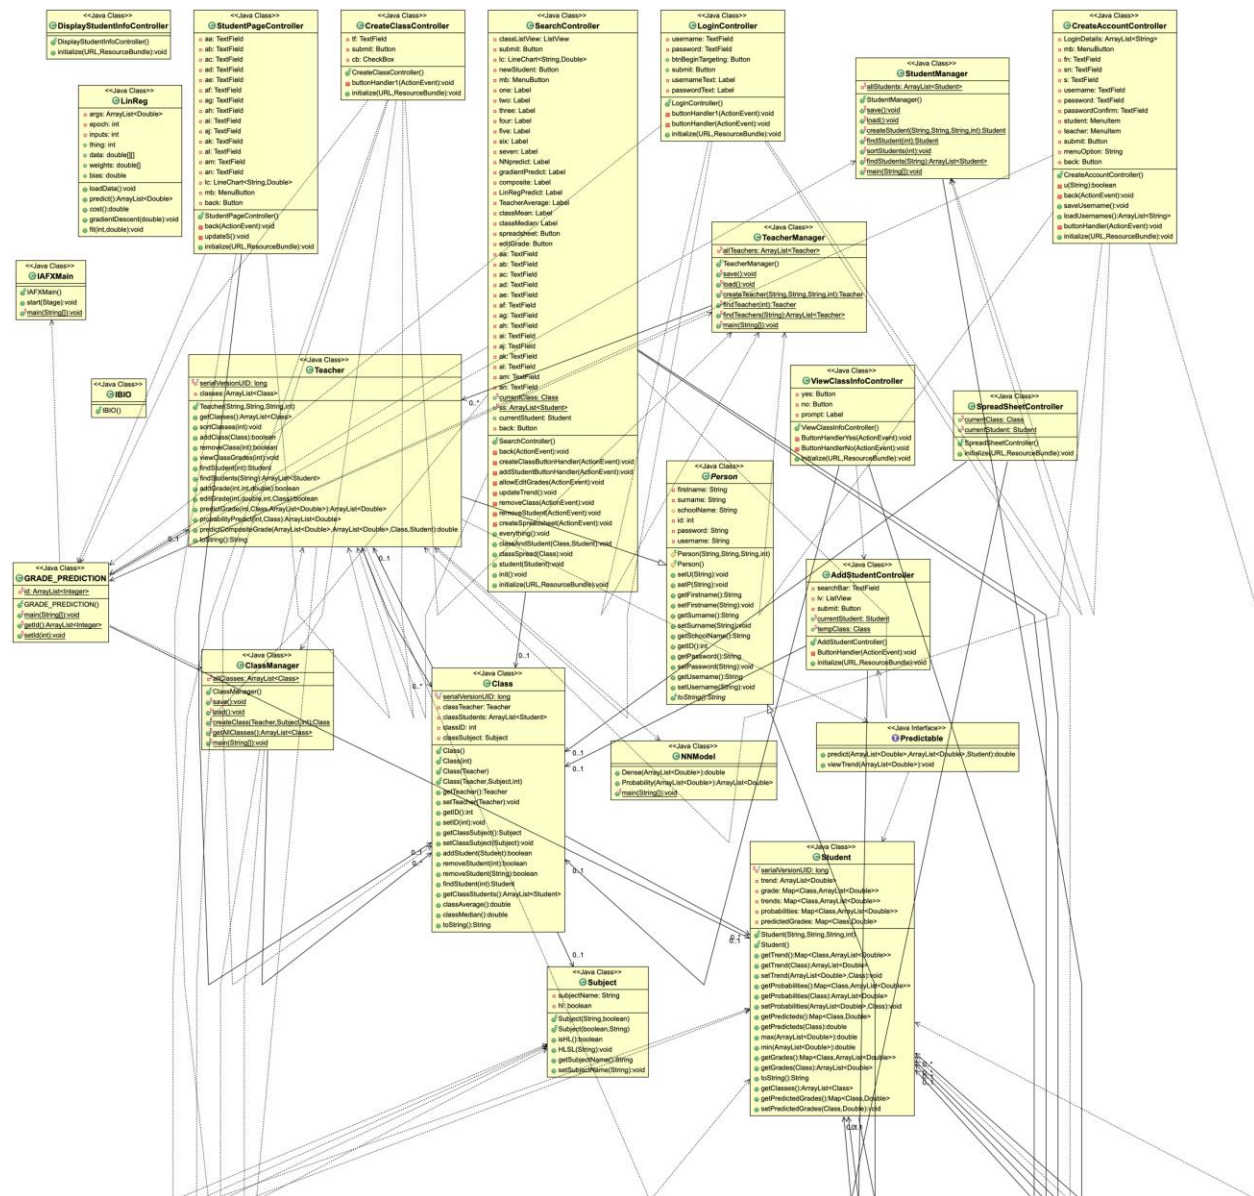 <<Java Class>>
DisplayStudentInfoController
DisplayStudentInfoController()
initialize(URL,ResourceBundle):void
<<Java Class>>
StudentPageController
aa: TextField
ab: TextField
ac: TextField
ad: TextField
ae: TextField
af: TextField
ag: TextField
ah: TextField
ai: TextField
aj: TextField
ak: TextField
al: TextField
am: TextField
an: TextField
lc: LineChart<String,Double>
mb: MenuButton
back: Button
StudentPageController()
back(ActionEvent):void
updateS():void
initialize(URL,ResourceBundle):void
<<Java Class>>
CreateClassController
tf: TextField
submit: Button
cb: CheckBox
CreateClassController()
buttonHandler1(ActionEvent):void
initialize(URL,ResourceBundle):void
<<Java Class>>
SearchController
classListView: ListView
submit: Button
lc: LineChart<String,Double>
newStudent: Button
mb: MenuButton
one: Label
two: Label
three: Label
four: Label
five: Label
six: Label
seven: Label
NNpredict: Label
gradientPredict: Label
composite: Label
LinRegPredict: Label
TeacherAverage: Label
classMean: Label
classMedian: Label
spreadsheet: Button
editGrade: Button
aa: TextField
ab: TextField
ac: TextField
ad: TextField
ae: TextField
af: TextField
ag: TextField
ah: TextField
ai: TextField
aj: TextField
ak: TextField
al: TextField
am: TextField
an: TextField
currentClass: Class
ss: ArrayList<Student>
currentStudent: Student
back: Button
SearchController()
back(ActionEvent):void
createClassButtonHandler(ActionEvent):void
addStudentButtonHandler(ActionEvent):void
allowEditGrades(ActionEvent):void
updateTrend():void
removeClass(ActionEvent):void
removeStudent(ActionEvent):void
createSpreadsheet(ActionEvent):void
everything():void
classAndStudent(Class,Student):void
classSpread(Class):void
student(Student):void
init():void
initialize(URL,ResourceBundle):void
<<Java Class>>
LoginController
username: TextField
password: TextField
btnBeginTargeting: Button
submit: Button
usernameText: Label
passwordText: Label
LoginController()
buttonHandler1(ActionEvent):void
buttonHandler(ActionEvent):void
initialize(URL,ResourceBundle):void
<<Java Class>>
StudentManager
allStudents: ArrayList<Student>
StudentManager()
save():void
load():void
createStudent(String,String,String,int):Student
findStudent(int):Student
sortStudents(int):void
findStudents(String):ArrayList<Student>
main(String[]):void
<<Java Class>>
CreateAccountController
LoginDetails: ArrayList<String>
mb: MenuButton
fn: TextField
sn: TextField
s: TextField
username: TextField
password: TextField
passwordConfirm: TextField
student: MenuItem
teacher: MenuItem
submit: Button
menuOption: String
back: Button
CreateAccountController()
u(String):boolean
back(ActionEvent):void
saveUsername():void
loadUsernames():ArrayList<String>
buttonHandler(ActionEvent):void
initialize(URL,ResourceBundle):void
<<Java Class>>
LinReg
args: ArrayList<Double>
epoch: int
inputs: int
thing: int
data: double[][]
weights: double[]
bias: double
loadData():void
predict():ArrayList<Double>
cost():double
gradientDescent(double):void
fit(int,double):void
<<Java Class>>
TeacherManager
allTeachers: ArrayList<Teacher>
TeacherManager()
save():void
load():void
createTeacher(String,String,String,int):Teacher
findTeacher(int):Teacher
findTeachers(String):ArrayList<Teacher>
main(String[]):void
<<Java Class>>
IAFXMain
IAFXMain()
start(Stage):void
main(String[]):void
<<Java Class>>
IBIO
IBIO()
<<Java Class>>
Teacher
serialVersionUID: long
classes: ArrayList<Class>
Teacher(String,String,String,int)
getClasses():ArrayList<Class>
sortClasses(int):void
addClass(Class):boolean
removeClass(int):boolean
viewClassGrades(int):void
findStudent(int):Student
findStudents(String):ArrayList<Student>
addGrade(int,int,double):boolean
editGrade(int,double,int,Class):boolean
predictGrade(int,Class,ArrayList<Double>):ArrayList<Double>
probabilityPredict(int,Class):ArrayList<Double>
predictCompositeGrade(ArrayList<Double>,ArrayList<Double>,Class,Student):double
toString():String
0..*
<<Java Class>>
ViewClassInfoController
yes: Button
no: Button
prompt: Label
ViewClassInfoController()
ButtonHandlerYes(ActionEvent):void
ButtonHandlerNo(ActionEvent):void
initialize(URL,ResourceBundle):void
<<Java Class>>
SpreadSheetController
currentClass: Class
currentStudent: Student
SpreadSheetController()
initialize(URL,ResourceBundle):void
<<Java Class>>
Person
firstname: String
surname: String
schoolName: String
id: int
password: String
username: String
Person(String,String,String,int)
Person()
setU(String):void
setP(String):void
getFirstname():String
setFirstname(String):void
getSurname():String
setSurname(String):void
getSchoolName():String
getID():int
getPassword():String
setPassword(String):void
getUsername():String
setUsername(String):void
toString():String
0..1
0..1
<<Java Class>>
GRADE_PREDICTION
id: ArrayList<Integer>
GRADE_PREDICTION()
main(String[]):void
getId():ArrayList<Integer>
setId(int):void
<<Java Class>>
AddStudentController
searchBar: TextField
lv: ListView
submit: Button
currentStudent: Student
tempClass: Class
AddStudentController()
ButtonHandler(ActionEvent):void
initialize(URL,ResourceBundle):void
<<Java Class>>
ClassManager
allClasses: ArrayList<Class>
ClassManager()
save():void
load():void
createClass(Teacher,Subject,int):Class
getAllClasses():ArrayList<Class>
main(String[]):void
0..*
0..1
<<Java Class>>
Class
serialVersionUID: long
classTeacher: Teacher
classStudents: ArrayList<Student>
classID: int
classSubject: Subject
Class()
Class(int)
Class(Teacher)
Class(Teacher,Subject,int)
getTeacher():Teacher
setTeacher(Teacher):void
getID():int
setID(int):void
getClassSubject():Subject
setClassSubject(Subject):void
addStudent(Student):boolean
removeStudent(int):boolean
removeStudent(String):boolean
findStudent(int):Student
getClassStudents():ArrayList<Student>
classAverage():double
classMedian():double
toString():String
0..1
0..1
0..1
0..1
0..*
<<Java Class>>
NNModel
Dense(ArrayList<Double>):double
Probability(ArrayList<Double>):ArrayList<Double>
main(String[]):void
<<Java Interface>>
Predictable
predict(ArrayList<Double>,ArrayList<Double>,Student):double
viewTrend(ArrayList<Double>):void
<<Java Class>>
Student
serialVersionUID: long
trend: ArrayList<Double>
grade: Map<Class,ArrayList<Double>>
trends: Map<Class,ArrayList<Double>>
probabilities: Map<Class,ArrayList<Double>>
predictedGrades: Map<Class,Double>
Student(String,String,String,int)
Student()
getTrend():Map<Class,ArrayList<Double>>
getTrend(Class):ArrayList<Double>
setTrend(ArrayList<Double>,Class):void
getProbabilities():Map<Class,ArrayList<Double>>
getProbabilities(Class):ArrayList<Double>
setProbabilities(ArrayList<Double>,Class):void
getPredicteds():Map<Class,Double>
getPredicteds(Class):double
max(ArrayList<Double>):double
min(ArrayList<Double>):double
getGrades():Map<Class,ArrayList<Double>>
getGrades(Class):ArrayList<Double>
toString():String
getClasses():ArrayList<Class>
getPredictedGrades():Map<Class,Double>
setPredictedGrades(Class,Double):void
0..1
0..1
<<Java Class>>
Subject
subjectName: String
hl: boolean
Subject(String,boolean)
Subject(boolean,String)
isHL():boolean
HLSL(String):void
getSubjectName():String
setSubjectName(String):void